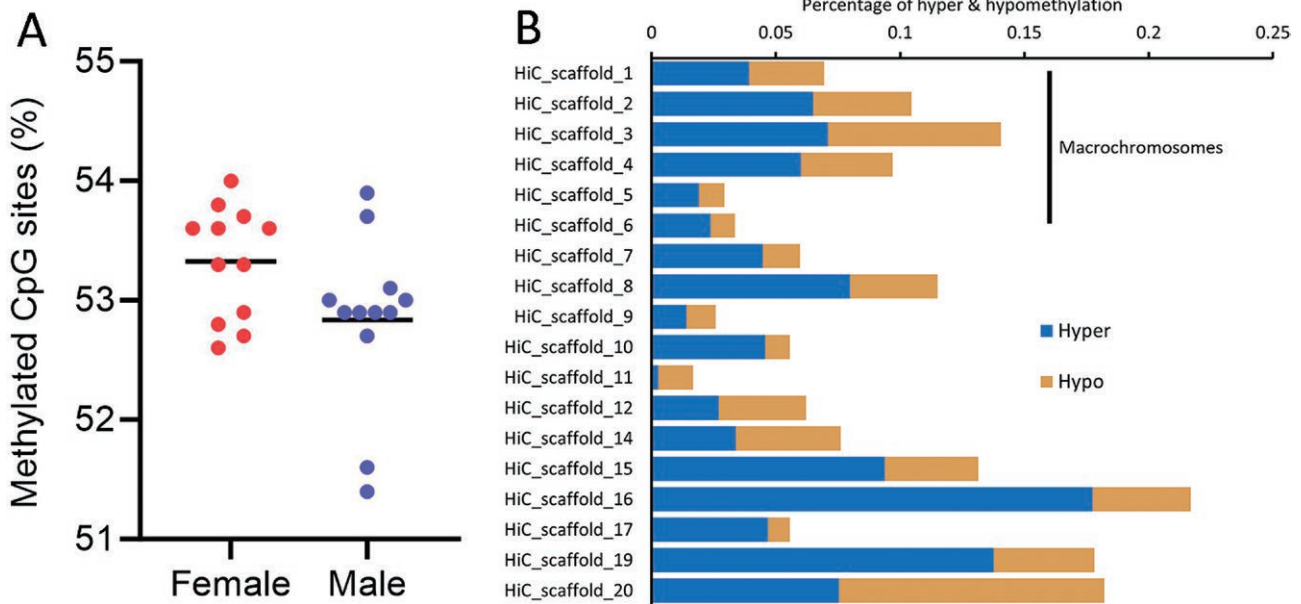 A
Methylated CpG sites (%)
55
54
53
52
51
Female Male
B
Percentage of hyper & hypomethylation
0 0.05 0.1 0.15 0.2 0.25
HiC_scaffold_1
HiC_scaffold_2
HiC_scaffold_3
HiC_scaffold_4
HiC_scaffold_5
HiC_scaffold_6
HiC_scaffold_7
HiC_scaffold_8
HiC_scaffold_9
HiC_scaffold_10
HiC_scaffold_11
HiC_scaffold_12
HiC_scaffold_14
HiC_scaffold_15
HiC_scaffold_16
HiC_scaffold_17
HiC_scaffold_19
HiC_scaffold_20
Macrochromosomes
Hyper
Hypo